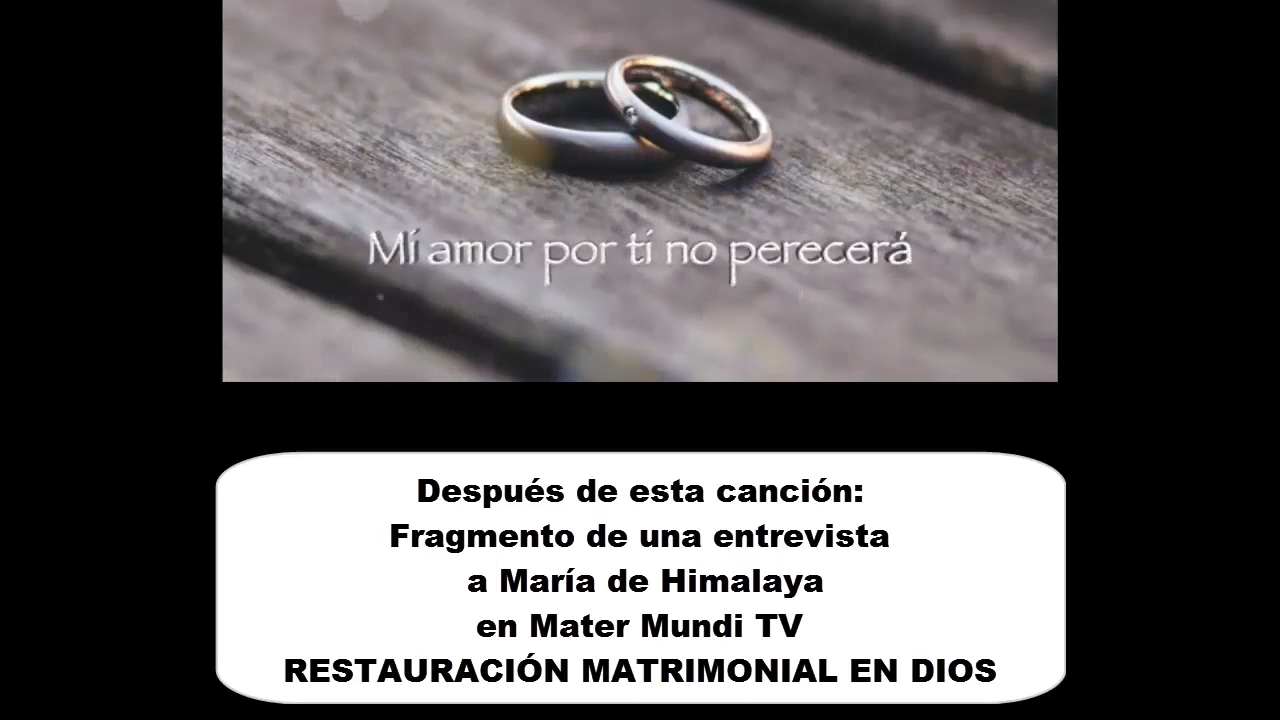 Mi amor por ti no perecerá
Después de esta canción:
Fragmento de una entrevista
a María de Himalaya
en Mater Mundi TV
RESTAURACIÓN MATRIMONIAL EN DIOS